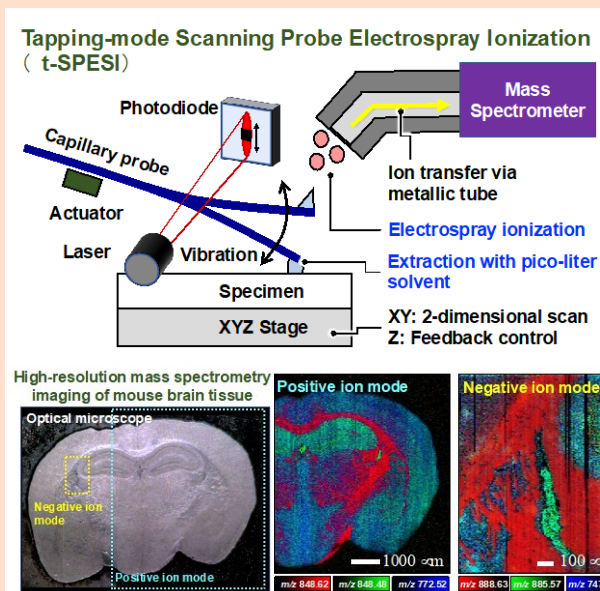 Tapping-mode Scanning Probe Electrospray Ionization
( t-SPESI)
Photodiode
Mass
Spectrometer
Capillary probe
Ion transfer via
metallic tube
Actuator
Electrospray ionization
Laser
Vibration
Extraction with pico-liter
solvent
Specimen
XY: 2-dimensional scan
Z: Feedback control
XYZ Stage
High-resolution mass spectrometry
imaging of mouse brain tissue
Optical microscope
Negative ion
mode
Positive ion mode
Positive ion mode
1000 ∝m
m/z 848.62
m/z 848.48
m/z 772.52
Negative ion mode
100 ∝m
m/z 888.63
m/z 885.57
m/z